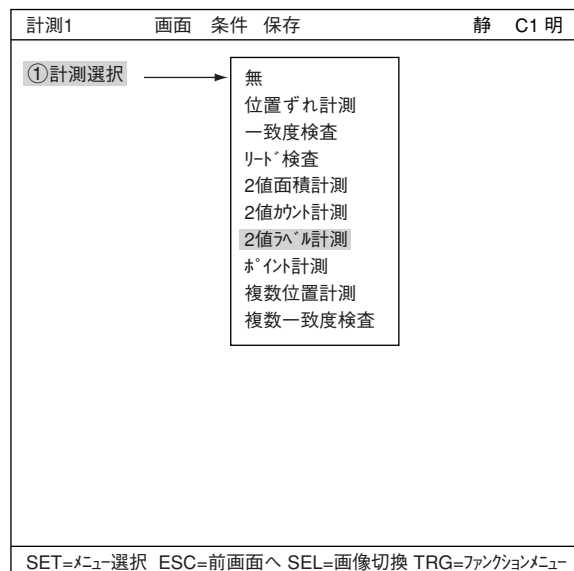 計測1 画面 条件 保存 静 C1 明
①計測選択
無
位置ずれ計測
一致度検査
ﾘｰﾄﾞ検査
2値面積計測
2値ｶｳﾝﾄ計測
2値ﾗﾍﾞﾙ計測
ﾎﾟｲﾝﾄ計測
複数位置計測
複数一致度検査
SET=ﾒﾆｭｰ選択 ESC=前画面へ SEL=画像切換 TRG=ﾌｧﾝｸｼｮﾝﾒﾆｭｰ